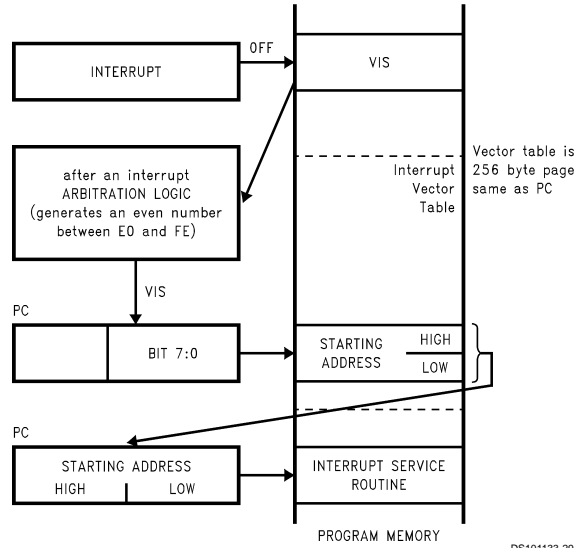 OFF
INTERRUPT
VIS
after an interrupt
ARBITRATION LOGIC
(generates an even number
between E0 and FE)
Interrupt
Vector
Table
Vector table is
256 byte page
same as PC
VIS
PC
BIT 7:0
STARTING
ADDRESS
HIGH
LOW
PC
STARTING ADDRESS
HIGH
LOW
INTERRUPT SERVICE
ROUTINE
PROGRAM MEMORY